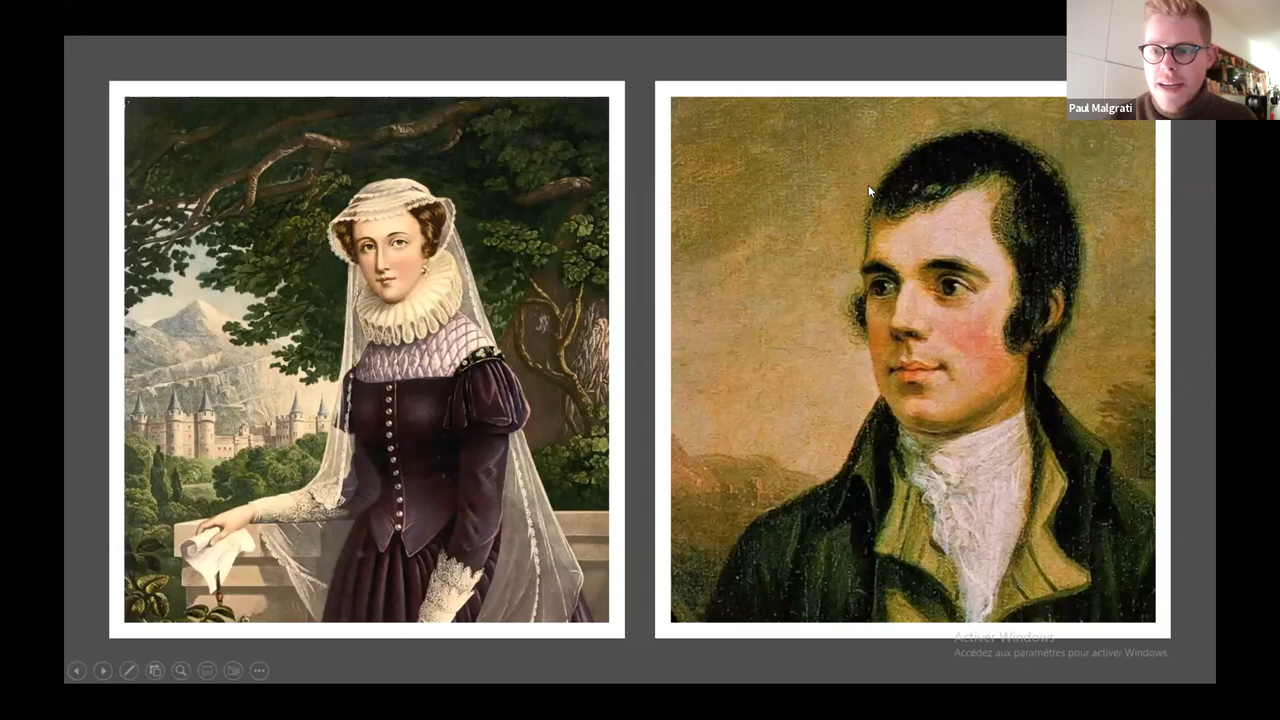 Paul Malgrati
Activer Windows
Accédez aux paramètres pour activer Windows.